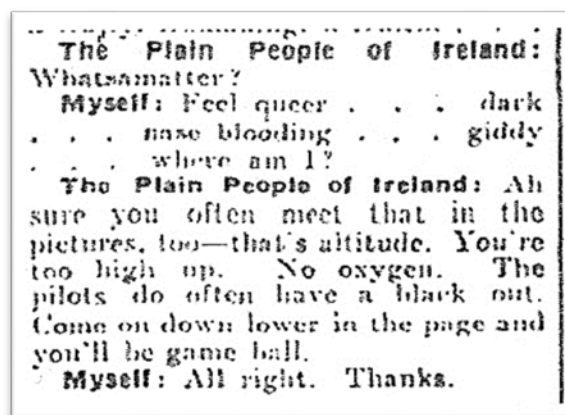 The Plain People of Ireland:
Whatsamatter?
Myself: Feel queer . . . dark
. . . nose blooding . . . giddy
. . . where am I?
The Plain People of Ireland: Ah
sure you often meet that in the
pictures, too—that's altitude. You're
too high up. No oxygen. The
pilots do often have a black out.
Come on down lower in the page and
you'll be game ball.
Myself: All right. Thanks.